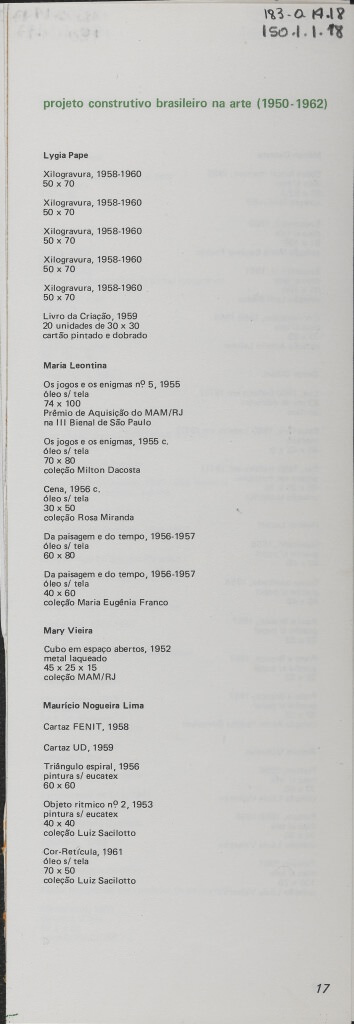 183-0 19.18
150.1.1.18
projeto construtivo brasileiro na arte (1950-1962)
Lygia Pape
Xilogravura, 1958-1960
50 x 70
Xilogravura, 1958-1960
50 x 70
Xilogravura, 1958-1960
50 x 70
Xilogravura, 1958-1960
50 x 70
Xilogravura, 1958-1960
50 x 70
Livro da Criação, 1959
20 unidades de 30 x 30
cartão pintado e dobrado
Maria Leontina
Os jogos e os enigmas nº 5, 1955
óleo s/ tela
74 x 100
Prêmio de Aquisição do MAM/RJ
na III Bienal de São Paulo
Os jogos e os enigmas, 1955 c.
óleo s/ tela
70 x 80
coleção Milton Dacosta
Cena, 1956 c.
óleo s/ tela
30 x 50
coleção Rosa Miranda
Da paisagem e do tempo, 1956-1957
óleo s/ tela
60 x 80
Da paisagem e do tempo, 1956-1957
óleo s/ tela
40 x 60
coleção Maria Eugênia Franco
Mary Vieira
Cubo em espaço abertos, 1952
metal laqueado
45 x 25 x 15
coleção MAM/RJ
Maurício Nogueira Lima
Cartaz FENIT, 1958
Cartaz UD, 1959
Triângulo espiral, 1956
pintura s/ eucatex
60 x 60
Objeto ritmico nº 2, 1953
pintura s/ eucatex
40 x 40
coleção Luiz Sacilotto
Cor-Retícula, 1961
óleo s/ tela
70 x 50
coleção Luiz Sacilotto
17